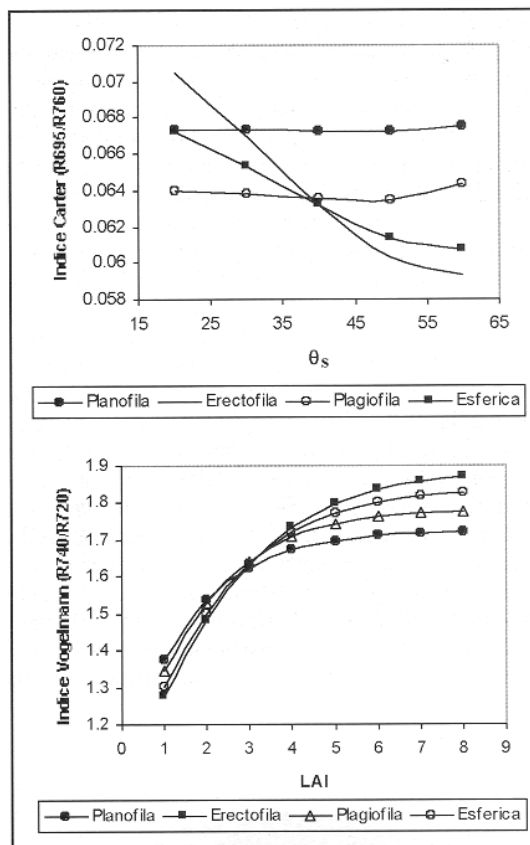 0.072
0.07
0.068
0.066
0.064
0.062
0.06
0.058
Indice Carter (R695/R760)
15 25 35 45 55 65
θs
Planofila Erectofila Plagiofila Esferica
1.9
1.8
1.7
1.6
1.5
1.4
1.3
1.2
Indice Vogelmann (R740/R720)
0 1 2 3 4 5 6 7 8
LAI
Planofila Erectofila Plagiofila Esferica